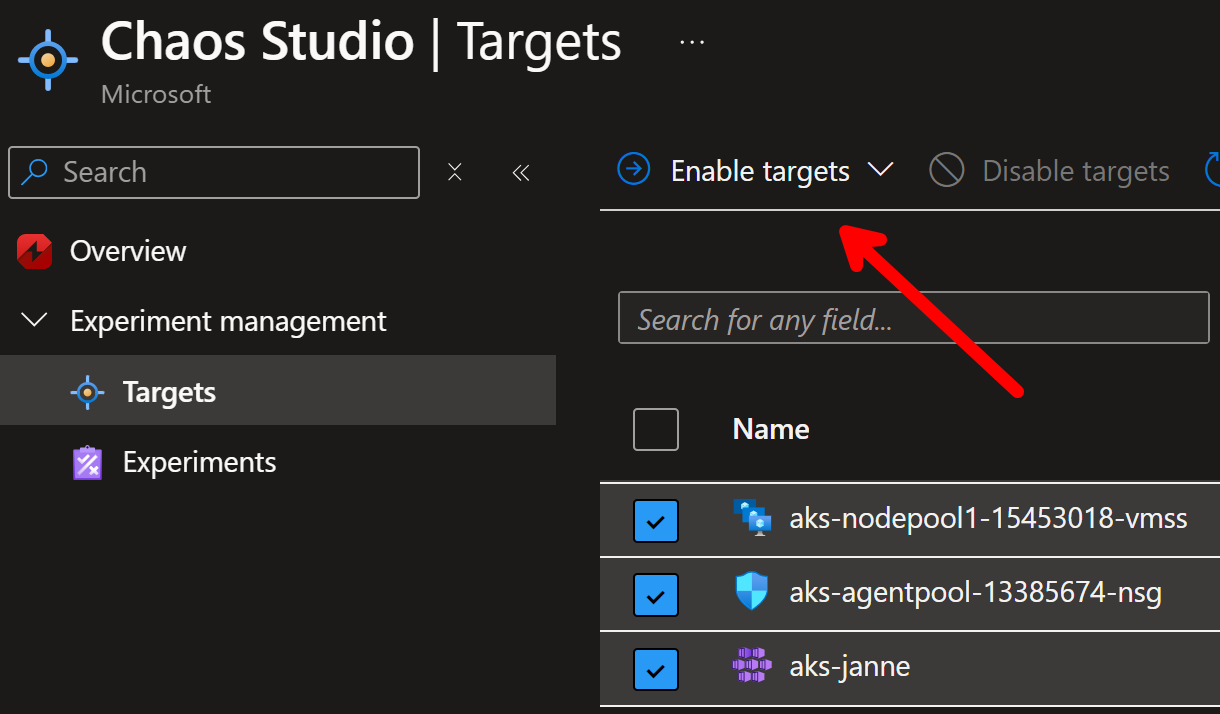 Chaos Studio | Targets ...
Microsoft
Search
Enable targets
Disable targets
Overview
Experiment management
Targets
Experiments
Search for any field...
Name
aks-nodepool1-15453018-vmss
aks-agentpool-13385674-nsg
aks-janne